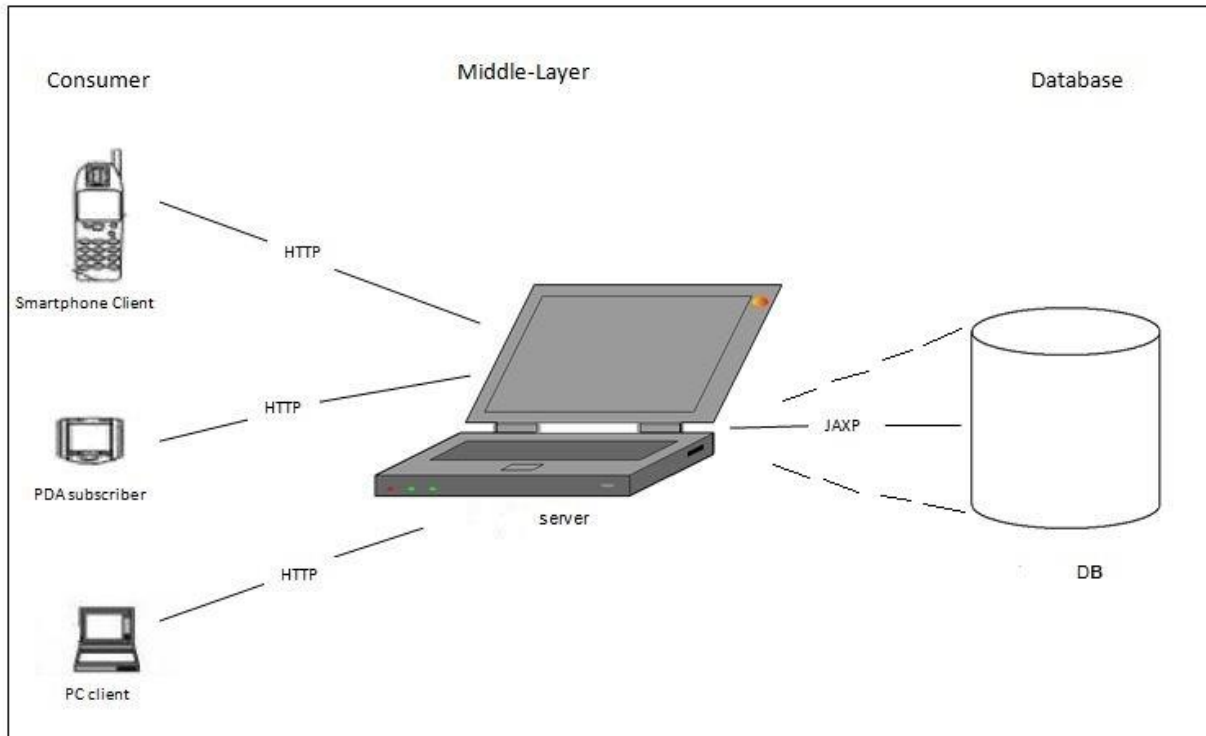 Consumer
Middle-Layer
Database
HTTP
Smartphone Client
HTTP
JAXP
PDA subscriber
server
HTTP
DB
PC client